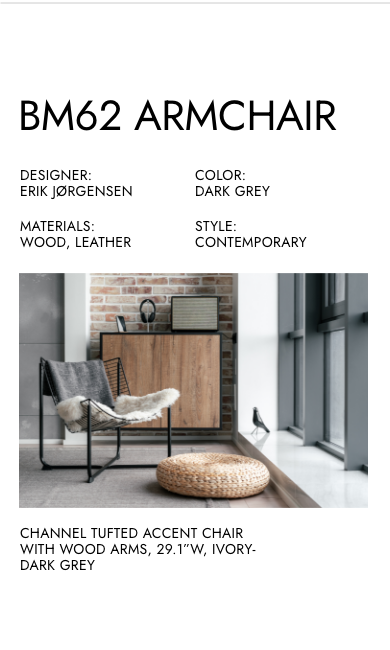 BM62 ARMCHAIR
DESIGNER:
ERIK JØRGENSEN
COLOR:
DARK GREY
MATERIALS:
WOOD, LEATHER
STYLE:
CONTEMPORARY
CHANNEL TUFTED ACCENT CHAIR
WITH WOOD ARMS, 29.1”W, IVORY-
DARK GREY